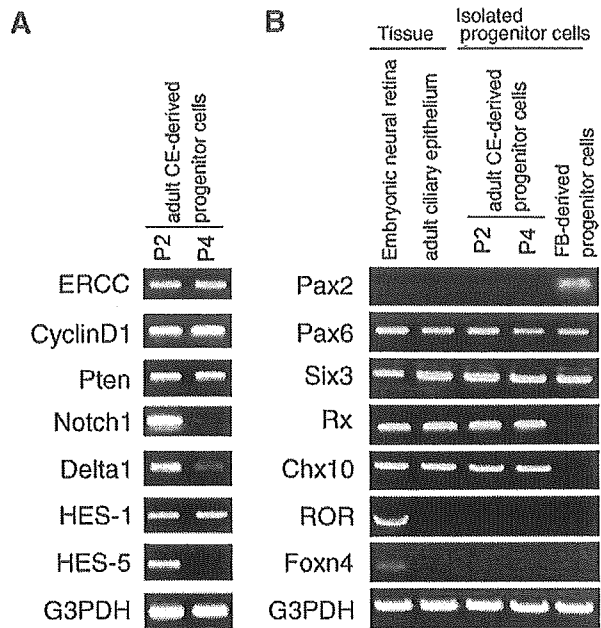 A
adult CE-derived
progenitor cells
P2
P4
ERCC
CyclinD1
Pten
Notch1
Delta1
HES-1
HES-5
G3PDH
B
Tissue
Isolated
progenitor cells
Embryonic neural retina
adult ciliary epithelium
adult CE-derived
progenitor cells
P2
P4
FB-derived
progenitor cells
Pax2
Pax6
Six3
Rx
Chx10
ROR
Foxn4
G3PDH